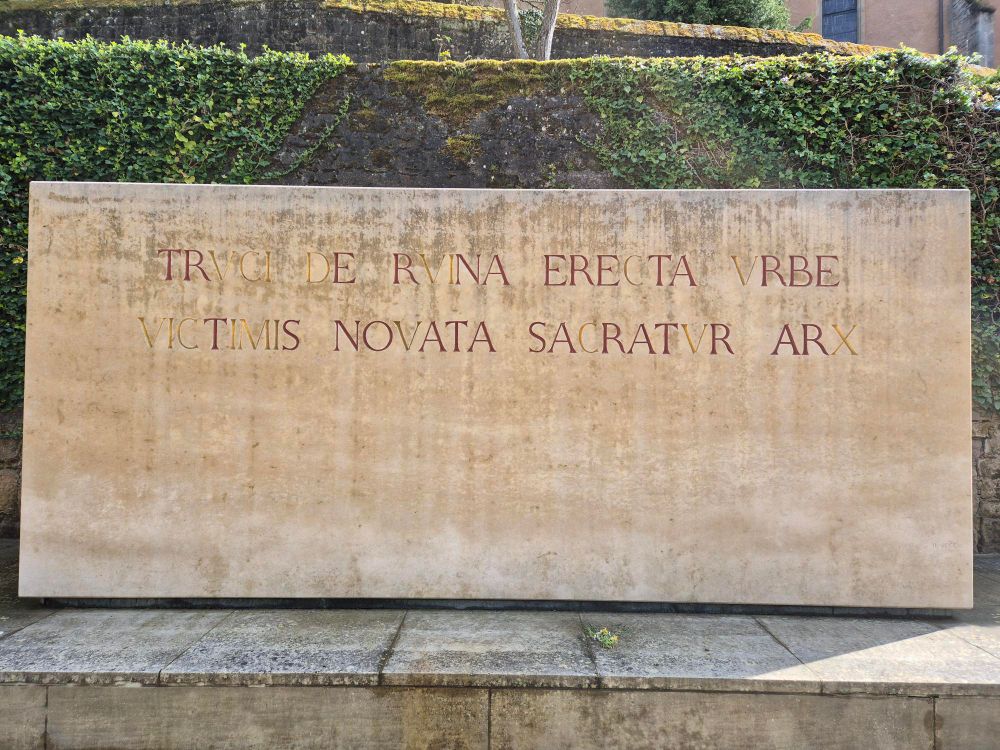 TRVCI DE RVINA ERECTA VRBE
VICTIMIS NOVATA SACRATVR ARX